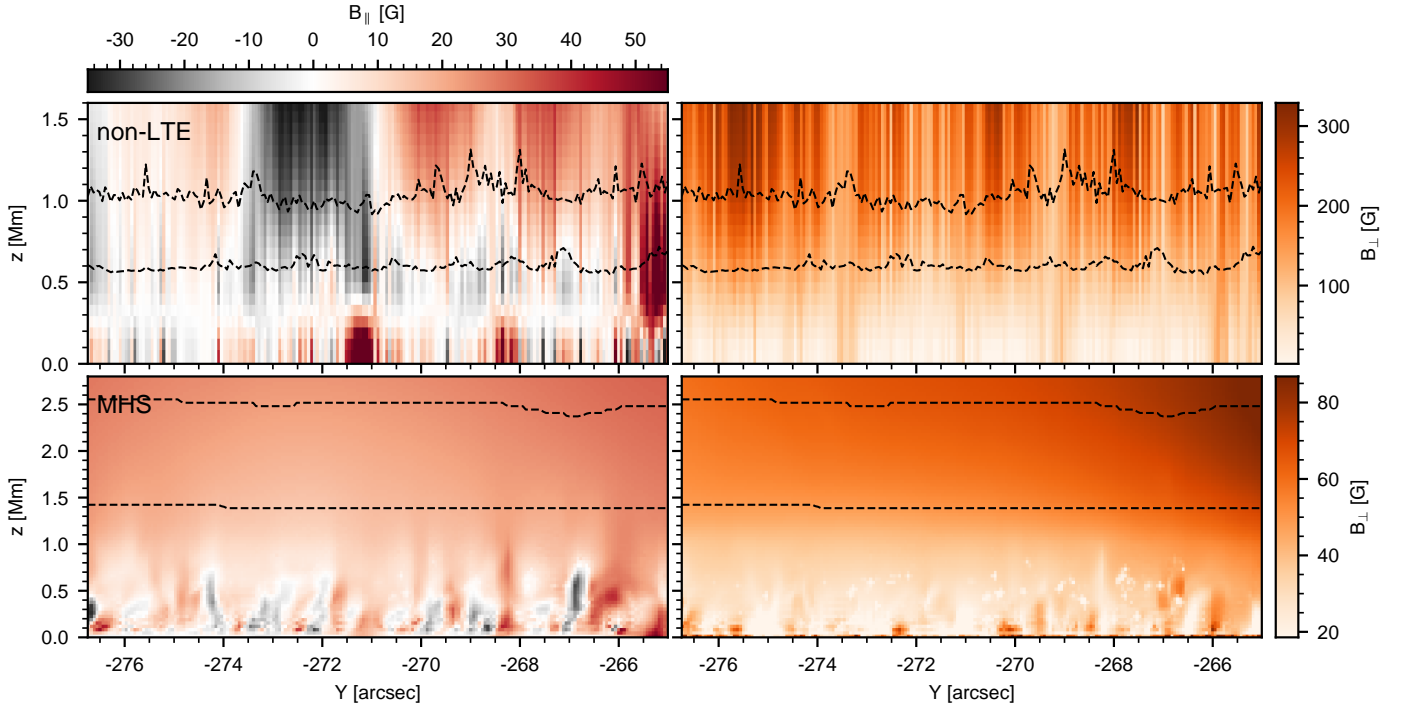 B∥ [G]
-30 -20 -10 0 10 20 30 40 50
non-LTE
z [Mm]
1.5
1.0
0.5
0.0
300
200
100
B⊥ [G]
MHS
z [Mm]
2.5
2.0
1.5
1.0
0.5
0.0
80
60
40
20
B⊥ [G]
-276 -274 -272 -270 -268 -266
-276 -274 -272 -270 -268 -266
Y [arcsec]
Y [arcsec]